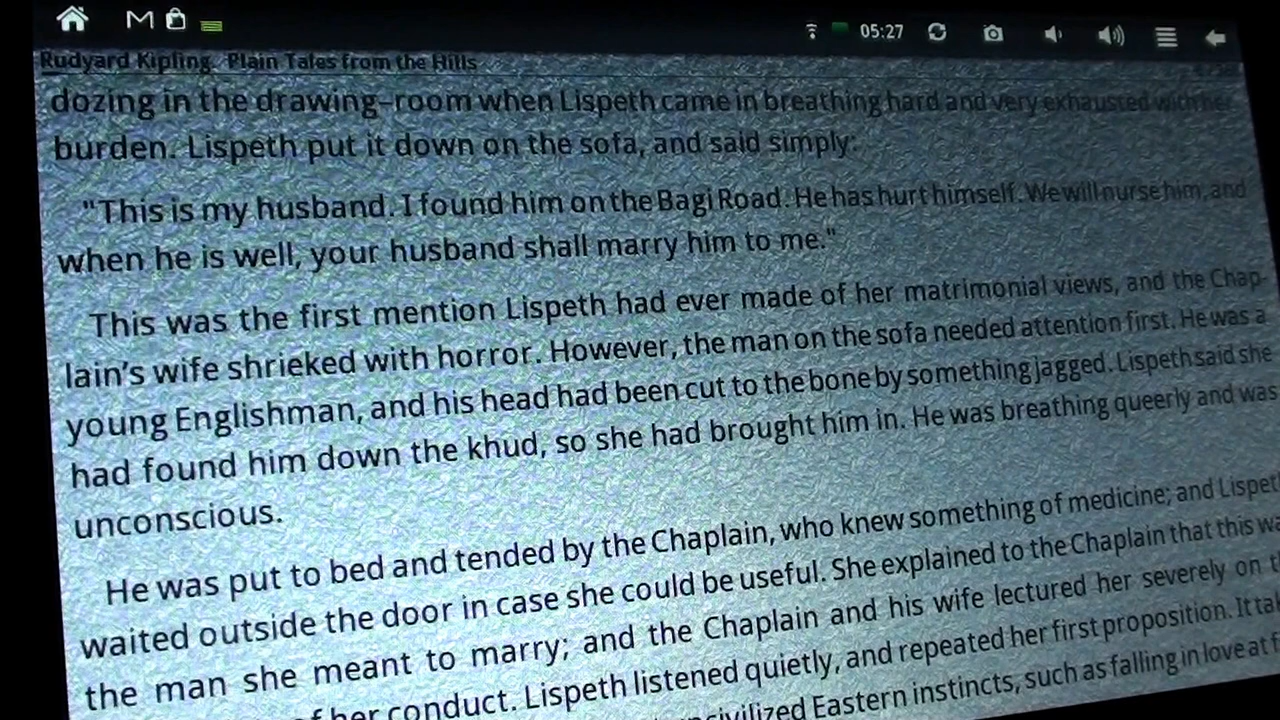 05:27
Rudyard Kipling. Plain Tales from the Hills
dozing in the drawing–room when Lispeth came in breathing hard and very exhausted with her
burden. Lispeth put it down on the sofa, and said simply:
"This is my husband. I found him on the Bagi Road. He has hurt himself. We will nurse him, and
when he is well, your husband shall marry him to me."
This was the first mention Lispeth had ever made of her matrimonial views, and the Chap-
lain's wife shrieked with horror. However, the man on the sofa needed attention first. He was a
young Englishman, and his head had been cut to the bone by something jagged. Lispeth said she
had found him down the khud, so she had brought him in. He was breathing queerly and was
unconscious.
He was put to bed and tended by the Chaplain, who knew something of medicine; and Lispet
waited outside the door in case she could be useful. She explained to the Chaplain that this wa
the man she meant to marry; and the Chaplain and his wife lectured her severely on t
of her conduct. Lispeth listened quietly, and repeated her first proposition. It ta
uncivilized Eastern instincts, such as falling in love at f